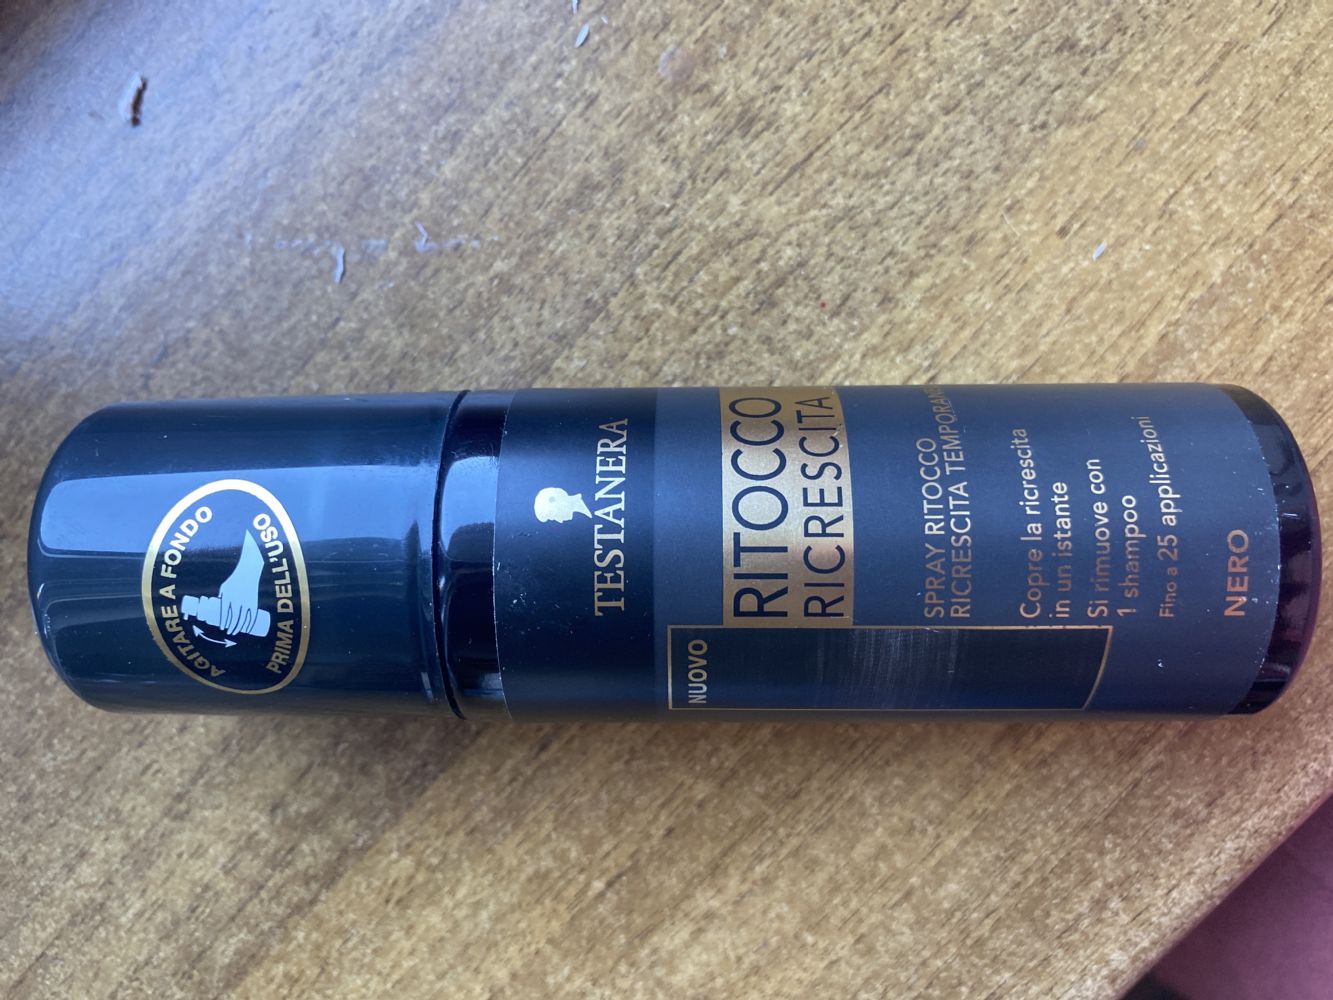 AGITARE A FONDO
PRIMA DELL'USO
TESTANERA
NUOVO
RITOCCO
RICRESCITA
SPRAY RITOCCO
RICRESCITA
Copre la ricrescita
in un istante
Si rimuove con
1 shampoo
Fino a 25 applicazioni
NERO